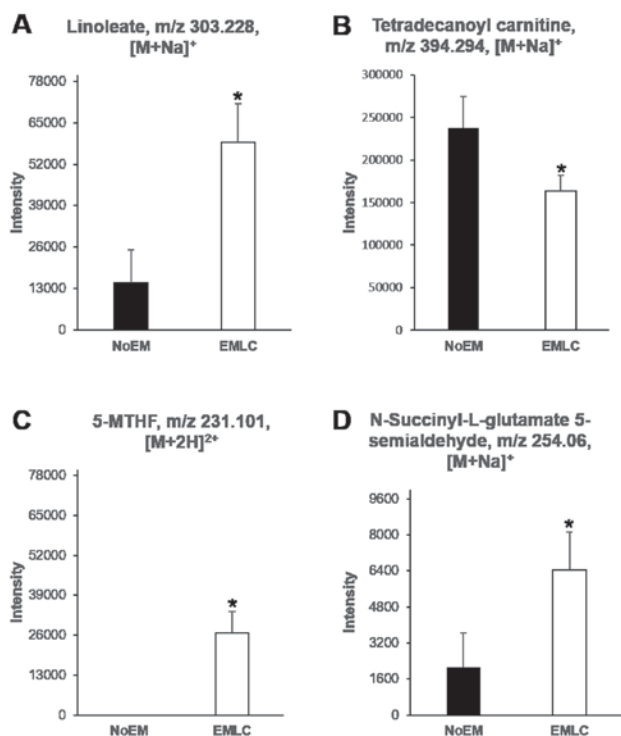 A
Linoleate, m/z 303.228,
[M+Na]⁺
78000
65000
52000
39000
26000
13000
0
Intensity
*
NoEM
EMLC
B
Tetradecanoyl carnitine,
m/z 394.294, [M+Na]⁺
300000
250000
200000
150000
100000
50000
0
Intensity
*
NoEM
EMLC
C
5-MTHF, m/z 231.101,
[M+2H]²⁺
78000
65000
52000
39000
26000
13000
0
Intensity
*
NoEM
EMLC
D
N-Succinyl-L-glutamate 5-
semialdehyde, m/z 254.06,
[M+Na]⁺
9600
8000
6400
4800
3200
1600
0
Intensity
*
NoEM
EMLC